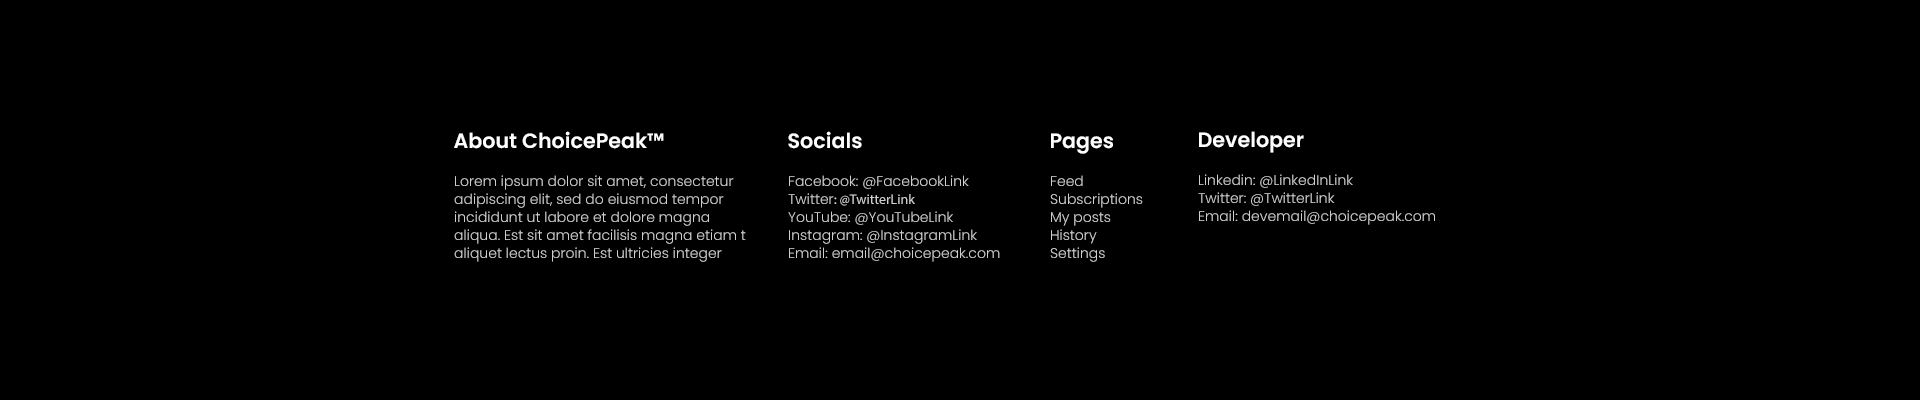 About ChoicePeak™
Lorem ipsum dolor sit amet, consectetur
adipiscing elit, sed do eiusmod tempor
incididunt ut labore et dolore magna
aliqua. Est sit amet facilisis magna etiam t
aliquet lectus proin. Est ultricies integer
Socials
Facebook: @FacebookLink
Twitter: @TwitterLink
YouTube: @YouTubeLink
Instagram: @InstagramLink
Email: email@choicepeak.com
Pages
Feed
Subscriptions
My posts
History
Settings
Developer
Linkedin: @LinkedInLink
Twitter: @TwitterLink
Email: devemail@choicepeak.com